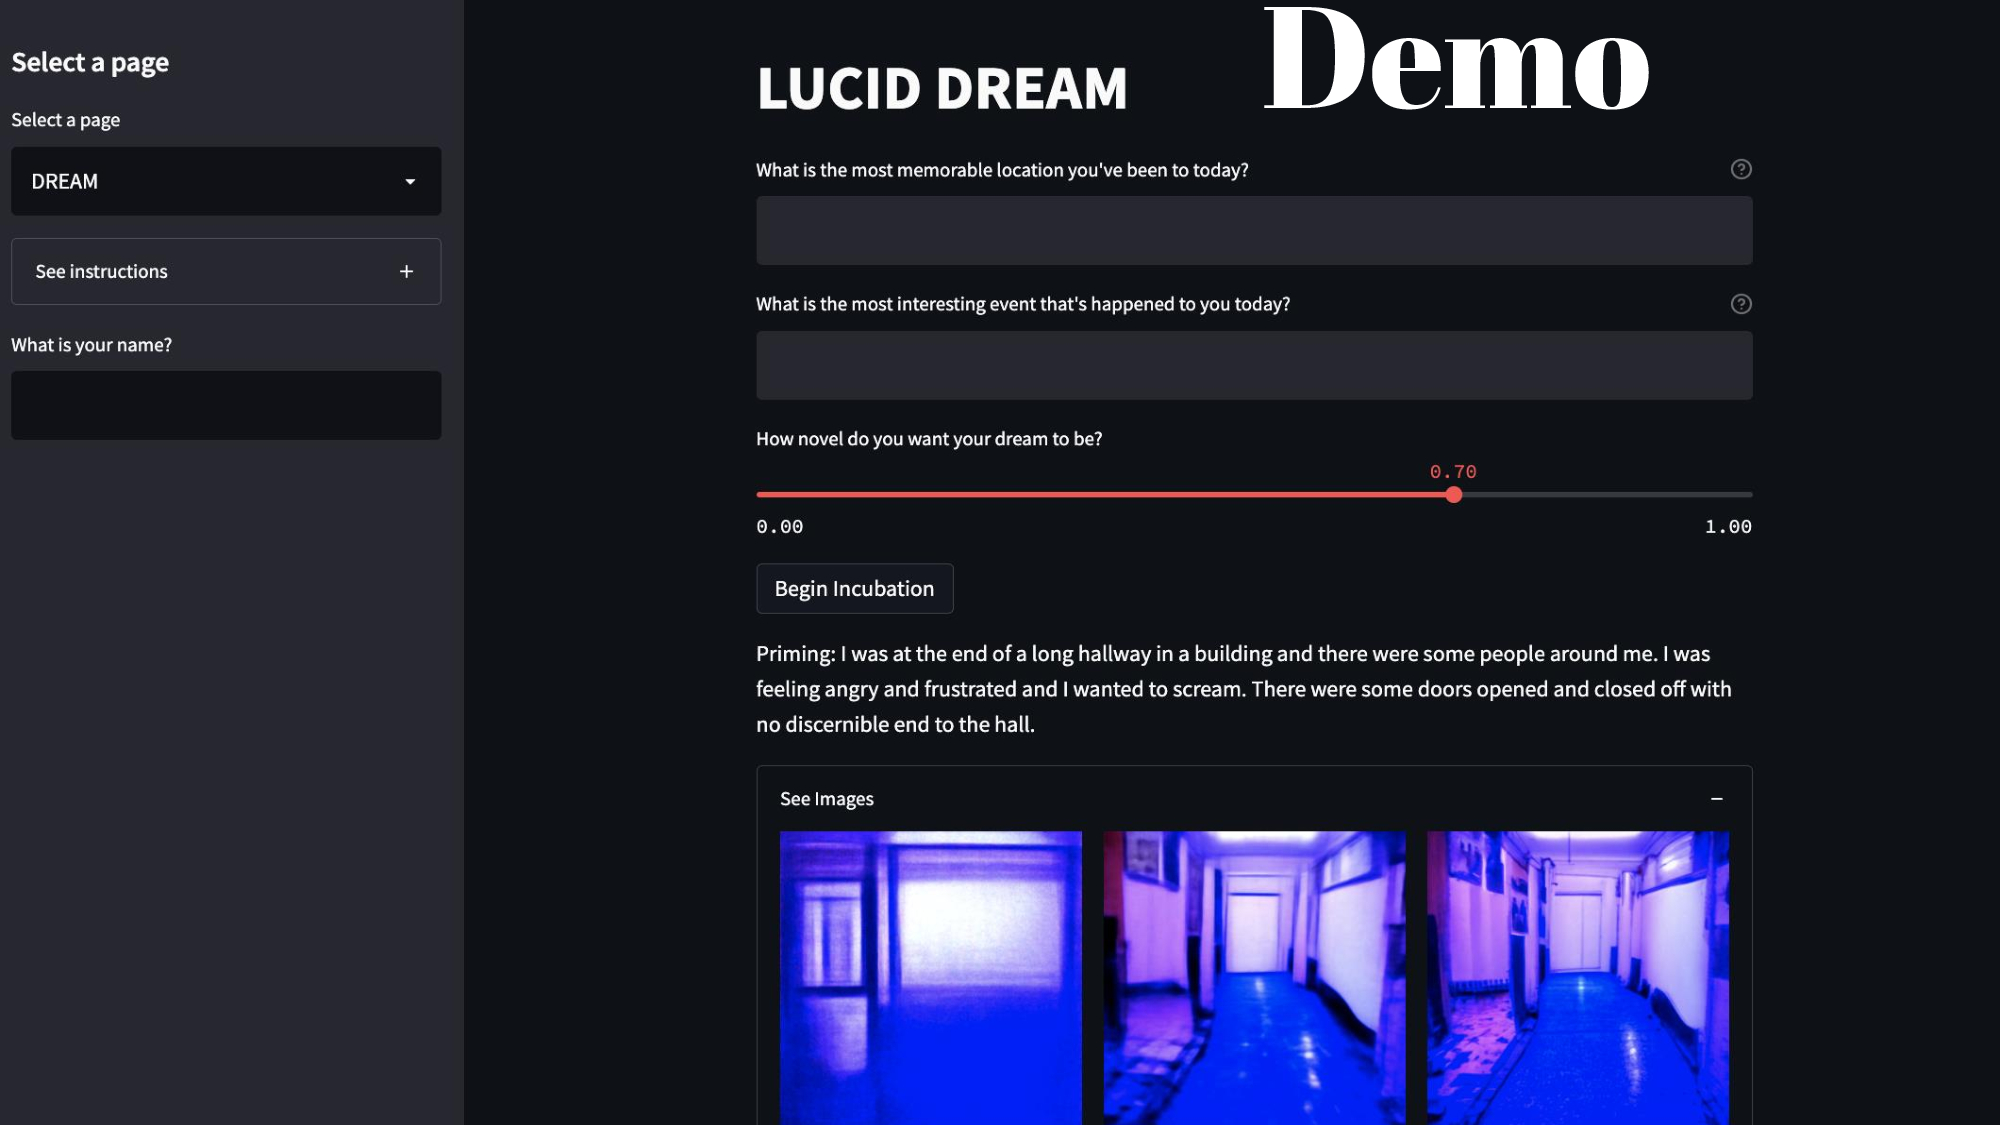 Select a page
Select a page
DREAM
See instructions
What is your name?
Demo
LUCID DREAM
What is the most memorable location you've been to today?
What is the most interesting event that's happened to you today?
How novel do you want your dream to be?
0.70
0.00
1.00
Begin Incubation
Priming: I was at the end of a long hallway in a building and there were some people around me. I was
feeling angry and frustrated and I wanted to scream. There were some doors opened and closed off with
no discernible end to the hall.
See Images